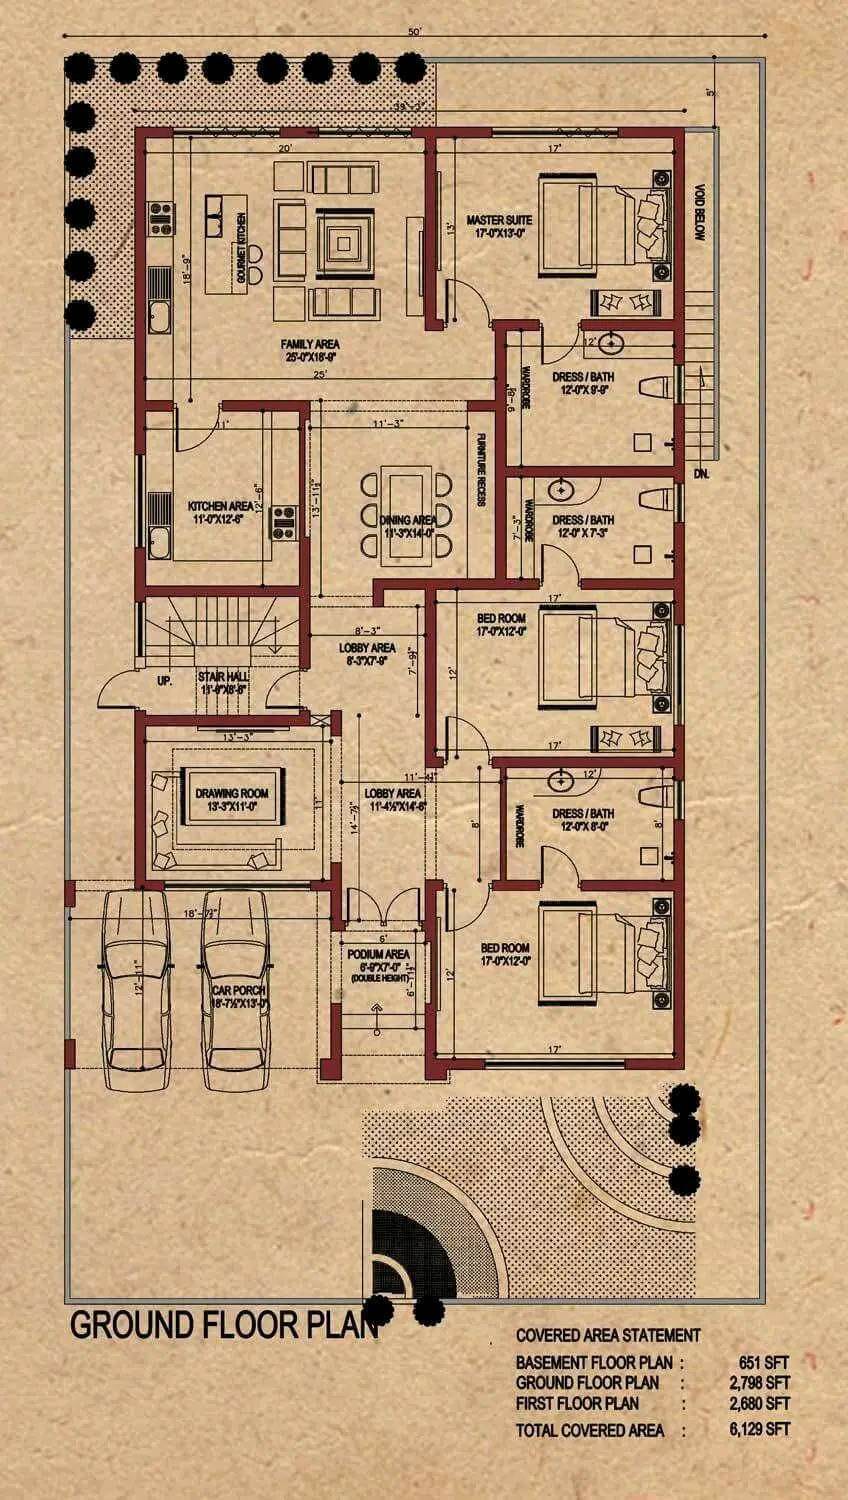 50'
39'-3"
5'
20'
17'
GOURMET KITCHEN
18'-9"
13'
MASTER SUITE
17'-0"X13'-0"
VOID BELOW
FAMILY AREA
25'-0"X18'-9"
25'
12'
WARDROBE
DRESS / BATH
12'-0"X 9'-9"
11'
11'-3"
FURNITURE RECESS
DN.
KITCHEN AREA
11'-0"X12'-6"
12'-6"
13'-11½"
DINING AREA
11'-3"X14'-0"
7'-3"
WARDROBE
DRESS / BATH
12'-0" X 7'-3"
17'
BED ROOM
17'-0"X12'-0"
12'
17'
8'-3"
LOBBY AREA
8'-3"X7'-9"
UP.
STAIR HALL
13'-3"
11'
DRAWING ROOM
13'-3"X11'-0"
LOBBY AREA
11'-4½"X14'-6"
14'-7½"
8'
12'
WARDROBE
DRESS / BATH
12'-0"X 8'-0"
8'
18'-7½"
12'-11"
CAR PORCH
18'-7½"X13'-0"
6'
PODIUM AREA
6'-9"X7'-0"
(DOUBLE HEIGHT)
6'-11½"
12'
BED ROOM
17'-0"X12'-0"
17'
GROUND FLOOR PLAN
COVERED AREA STATEMENT
BASEMENT FLOOR PLAN : 651 SFT
GROUND FLOOR PLAN : 2,798 SFT
FIRST FLOOR PLAN : 2,680 SFT
TOTAL COVERED AREA : 6,129 SFT